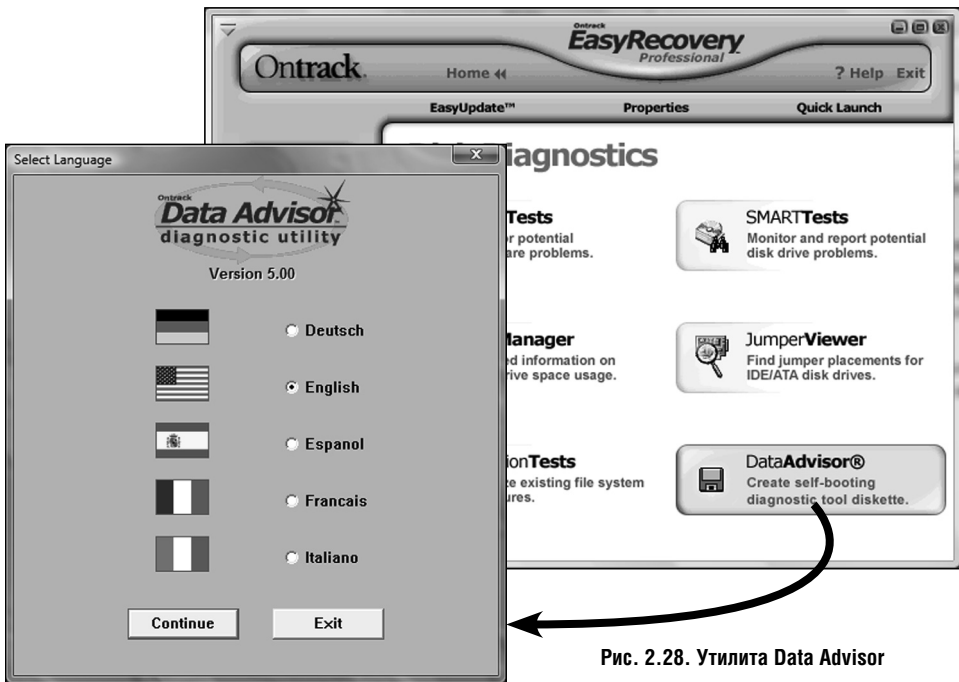 Ontrack
EasyRecovery
Professional
Ontrack.
Home
? Help Exit
EasyUpdate™ Properties Quick Launch
agnostics
Tests
r potential
are problems.
SMARTTests
Monitor and report potential
disk drive problems.
Manager
ed information on
rive space usage.
JumperViewer
Find jumper placements for
IDE/ATA disk drives.
ionTests
ze existing file system
ures.
DataAdvisor®
Create self-booting
diagnostic tool diskette.
Select Language
Ontrack
Data Advisor
diagnostic utility
Version 5.00
Deutsch
English
Espanol
Francais
Italiano
Continue Exit
Рис. 2.28. Утилита Data Advisor